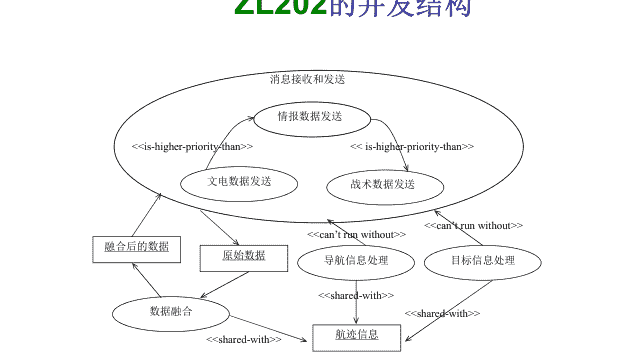 ZL202的并发结构
消息接收和发送
情报数据发送
<<is-higher-priority-than>>
<< is-higher-priority-than>>
文电数据发送
战术数据发送
<<can't run without>>
<<can't run without>>
融合后的数据
原始数据
导航信息处理
目标信息处理
<<shared-with>>
数据融合
<<shared-with>>
<<shared-with>>
航迹信息